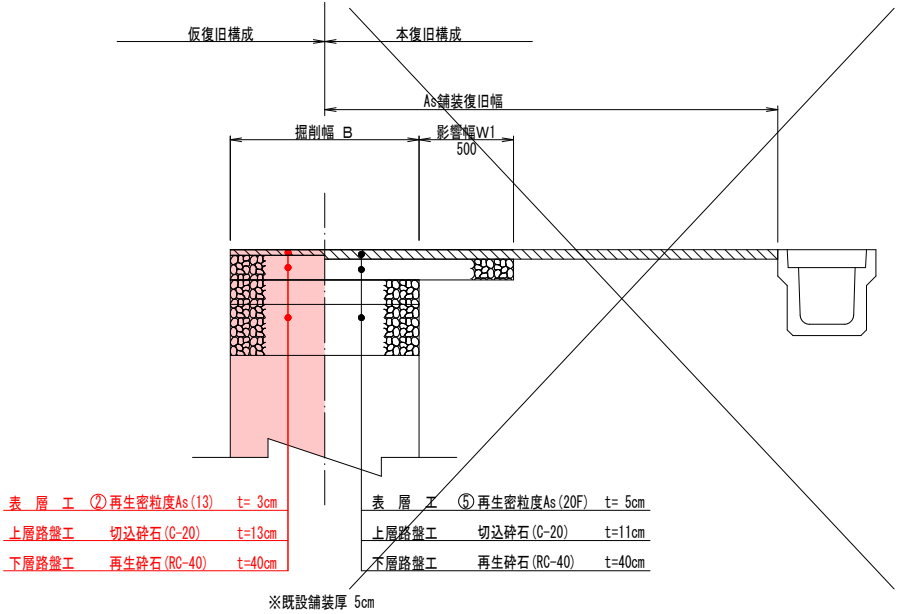 仮復旧構成
本復旧構成
As舗装復旧幅
掘削幅 B
影響幅W1
500
表 層 工 ②再生密粒度As(13) t= 3cm
上層路盤工 切込砕石(C-20) t=13cm
下層路盤工 再生砕石(RC-40) t=40cm
表 層 工 ⑤再生密粒度As(20F) t= 5cm
上層路盤工 切込砕石(C-20) t=11cm
下層路盤工 再生砕石(RC-40) t=40cm
※既設舗装厚 5cm